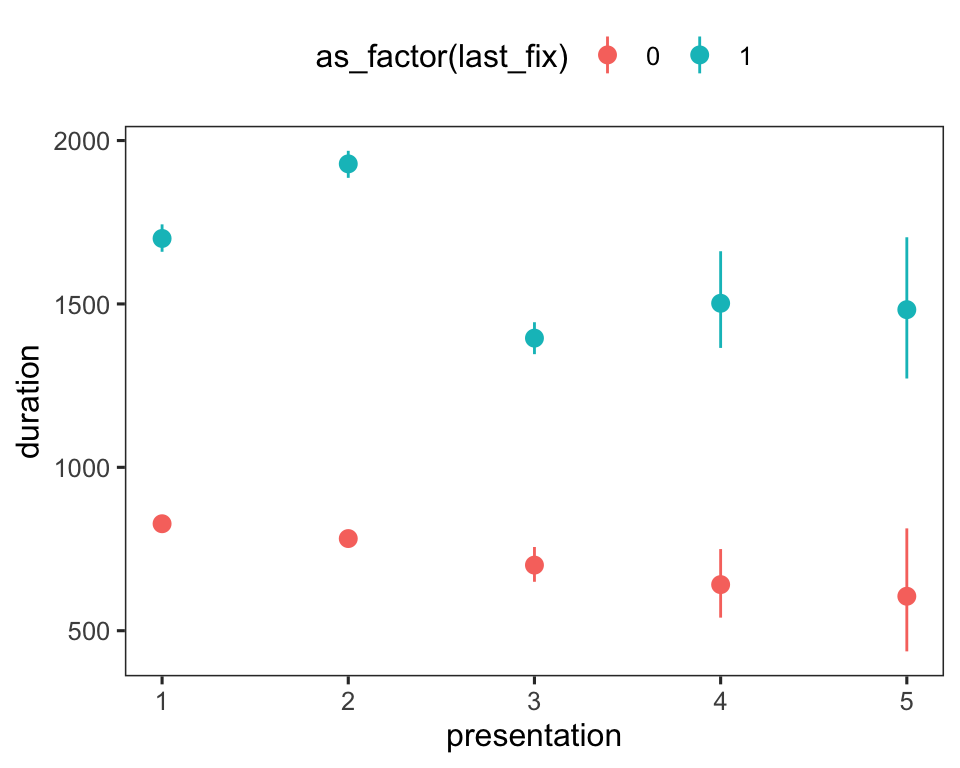 as_factor(last_fix) 0 1
2000
1500
1000
500
duration
1 2 3 4 5
presentation